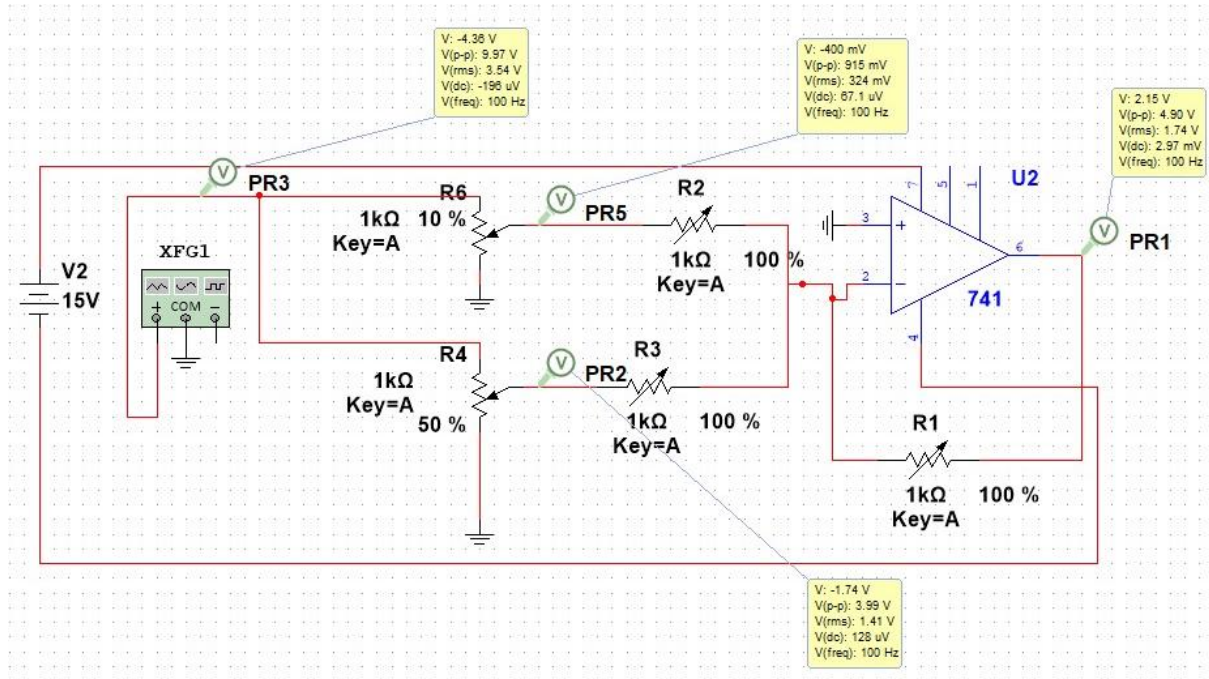 V: -4.36 V
V(p-p): 9.97 V
V(rms): 3.54 V
V(dc): -196 uV
V(freq): 100 Hz
V: -400 mV
V(p-p): 915 mV
V(rms): 324 mV
V(dc): 67.1 uV
V(freq): 100 Hz
V: 2.15 V
V(p-p): 4.90 V
V(rms): 1.74 V
V(dc): 2.97 mV
V(freq): 100 Hz
V
PR3
V
PR5
V
PR1
R6
1kΩ
10 %
Key=A
R2
1kΩ
100 %
Key=A
U2
7
5
1
3
+
2
−
6
4
741
XFG1
+
COM
−
V2
15V
R4
1kΩ
Key=A
50 %
V
PR2
R3
1kΩ
100 %
Key=A
R1
1kΩ
100 %
Key=A
V: -1.74 V
V(p-p): 3.99 V
V(rms): 1.41 V
V(dc): 128 uV
V(freq): 100 Hz